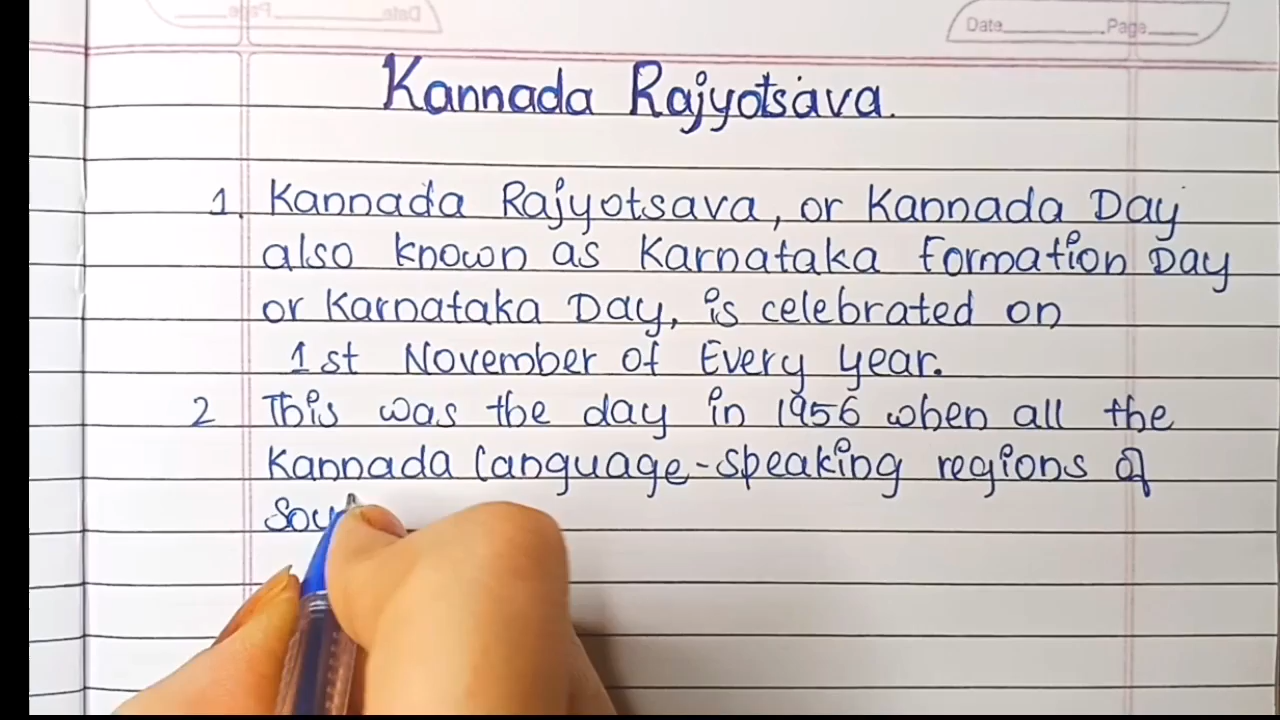 Date Page
Kannada Rajyotsava.
1. Kannada Rajyotsava, or Kannada Day
also known as Karnataka Formation Day
or Karnataka Day, is celebrated on
1st November of Every year.
2 This was the day in 1956 when all the
Kannada Language-speaking regions of
Sou